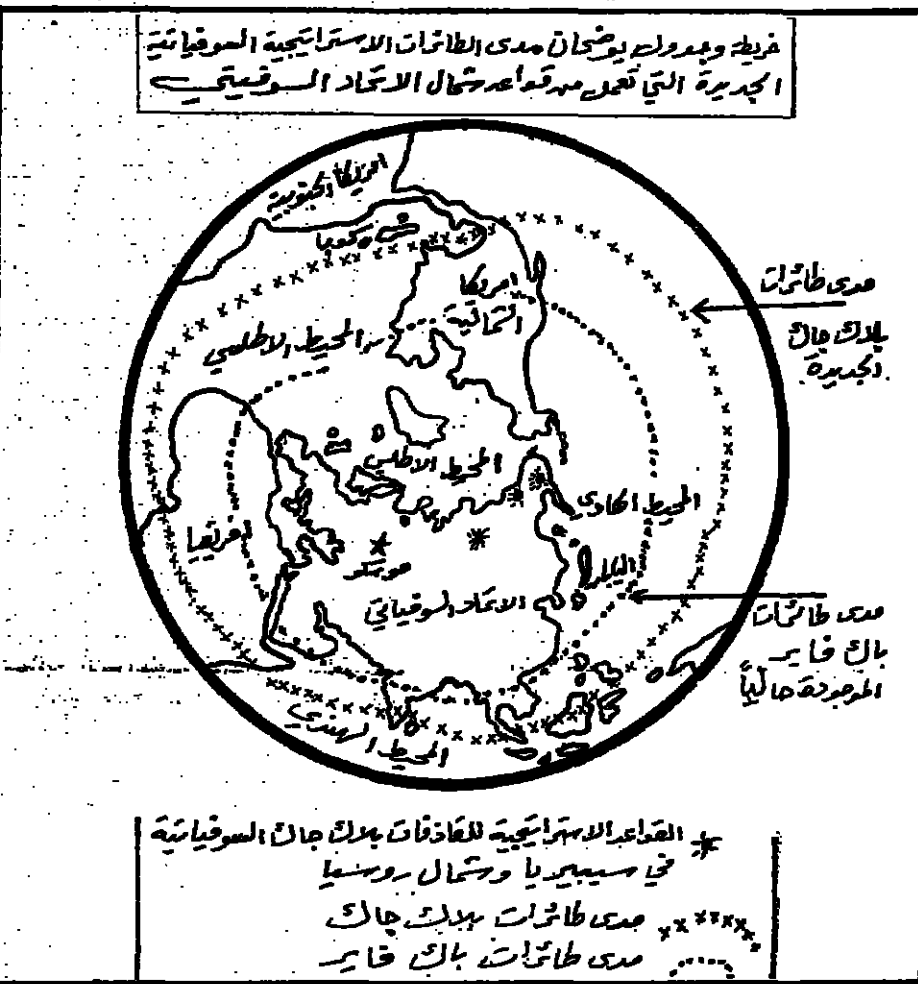 خريطة وجدول يوضحان مدى الطائرات الاستراتيجية السوفياتية
الجديدة التي تعمل من قواعد شمال الاتحاد السوفيتي
امريكا الجنوبية
كوبا
امريكا
الشمالية
المحيط الاطلسي
مدى طائرات
بلاك جاك
الجديدة
المحيط الاطلسي
المحيط الهادي
افريقيا
موسكو
اليابان
الاتحاد السوفياتي
مدى طائرات
باك فاير
الموجودة حالياً
المحيط الهندي
القواعد الاستراتيجية للقاذفات بلاك جاك السوفياتية
في سيبيريا وشمال روسيا
مدى طائرات بلاك جاك
مدى طائرات باك فاير